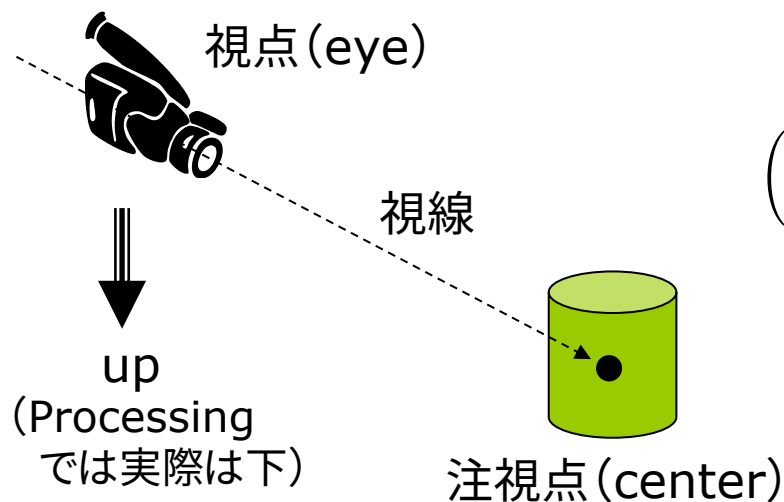 視点（eye）
視線
up
（Processing
では実際は下）
注視点（center）